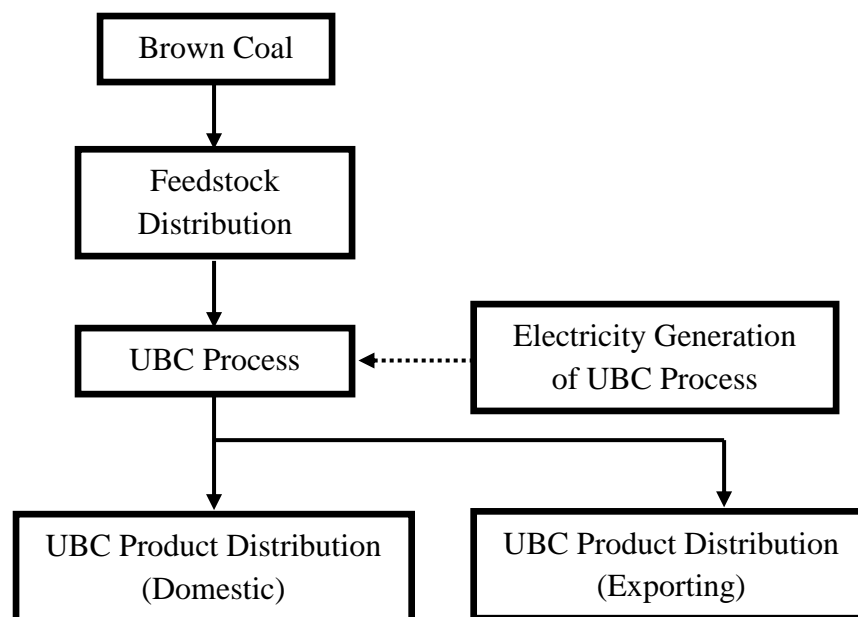 Brown Coal
Feedstock
Distribution
UBC Process
Electricity Generation
of UBC Process
UBC Product Distribution
(Domestic)
UBC Product Distribution
(Exporting)